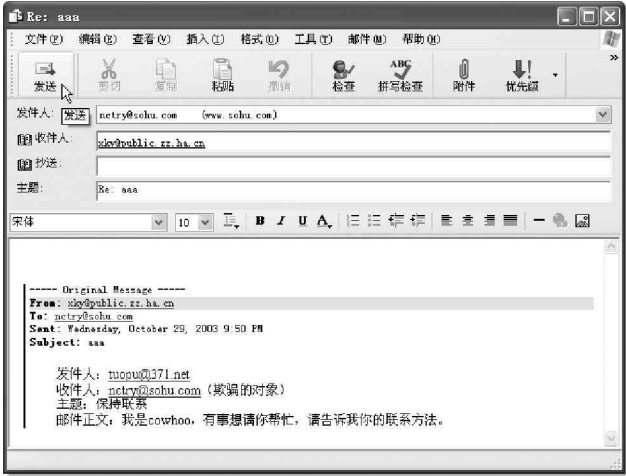 Re: aaa
文件(F) 编辑(E) 查看(V) 插入(I) 格式(O) 工具(T) 邮件(M) 帮助(H)
发送 剪切 复制 粘贴 撤消 检查 拼写检查 附件 优先级 »
ABC
发件人: nctry@sohu.com (www.sohu.com)
发送
收件人: xky@public.zz.ha.cn
抄送:
主题: Re: aaa
宋体 10 B I U A
----- Original Message -----
From: xky@public.zz.ha.cn
To: nctry@sohu.com
Sent: Wednesday, October 29, 2003 9:50 PM
Subject: aaa
发件人：tuopu@371.net
收件人：nctry@sohu.com（欺骗的对象）
主题：保持联系
邮件正文：我是cowhoo，有事想请你帮忙，请告诉我你的联系方法。